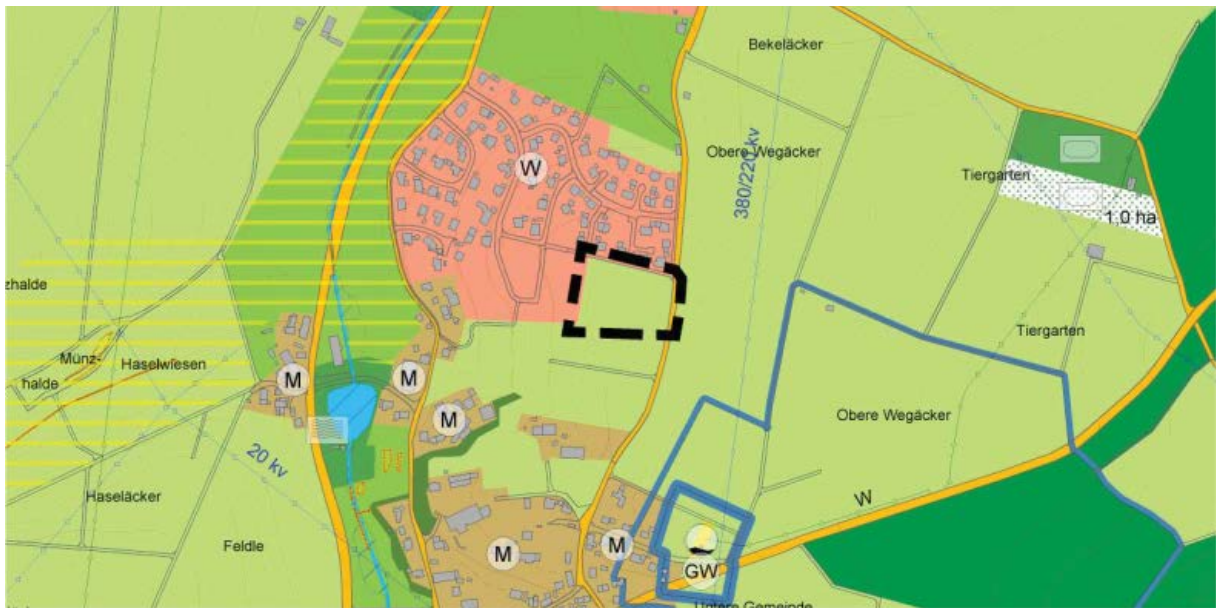 Bekeläcker
Obere Wegäcker
380/220 kv
Tiergarten
1.0 ha
W
zhalde
Münz-
halde
Haselwiesen
Tiergarten
M
M
M
Obere Wegäcker
20 kv
Haseläcker
W
Feldle
M
M
GW
Untere Gemeinde